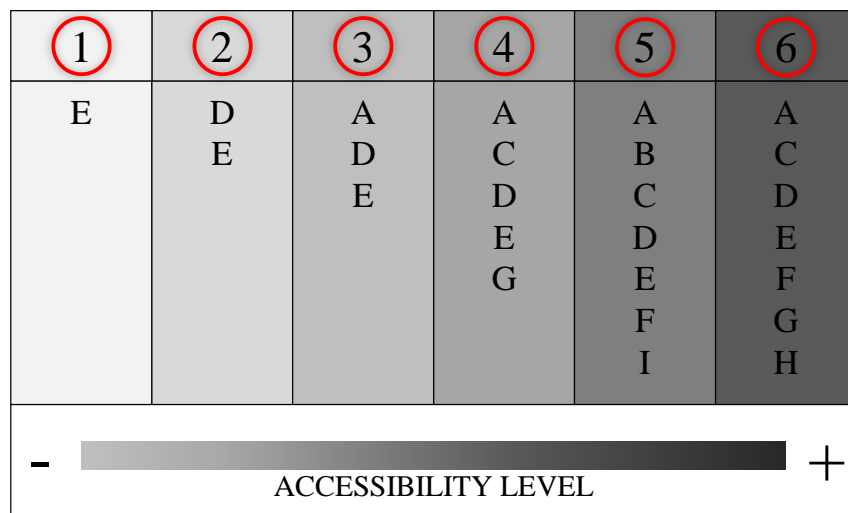 1 2 3 4 5 6
E D A A A A
E D C B C
E D C D
E D E
G E F
F G
I H
- +
ACCESSIBILITY LEVEL